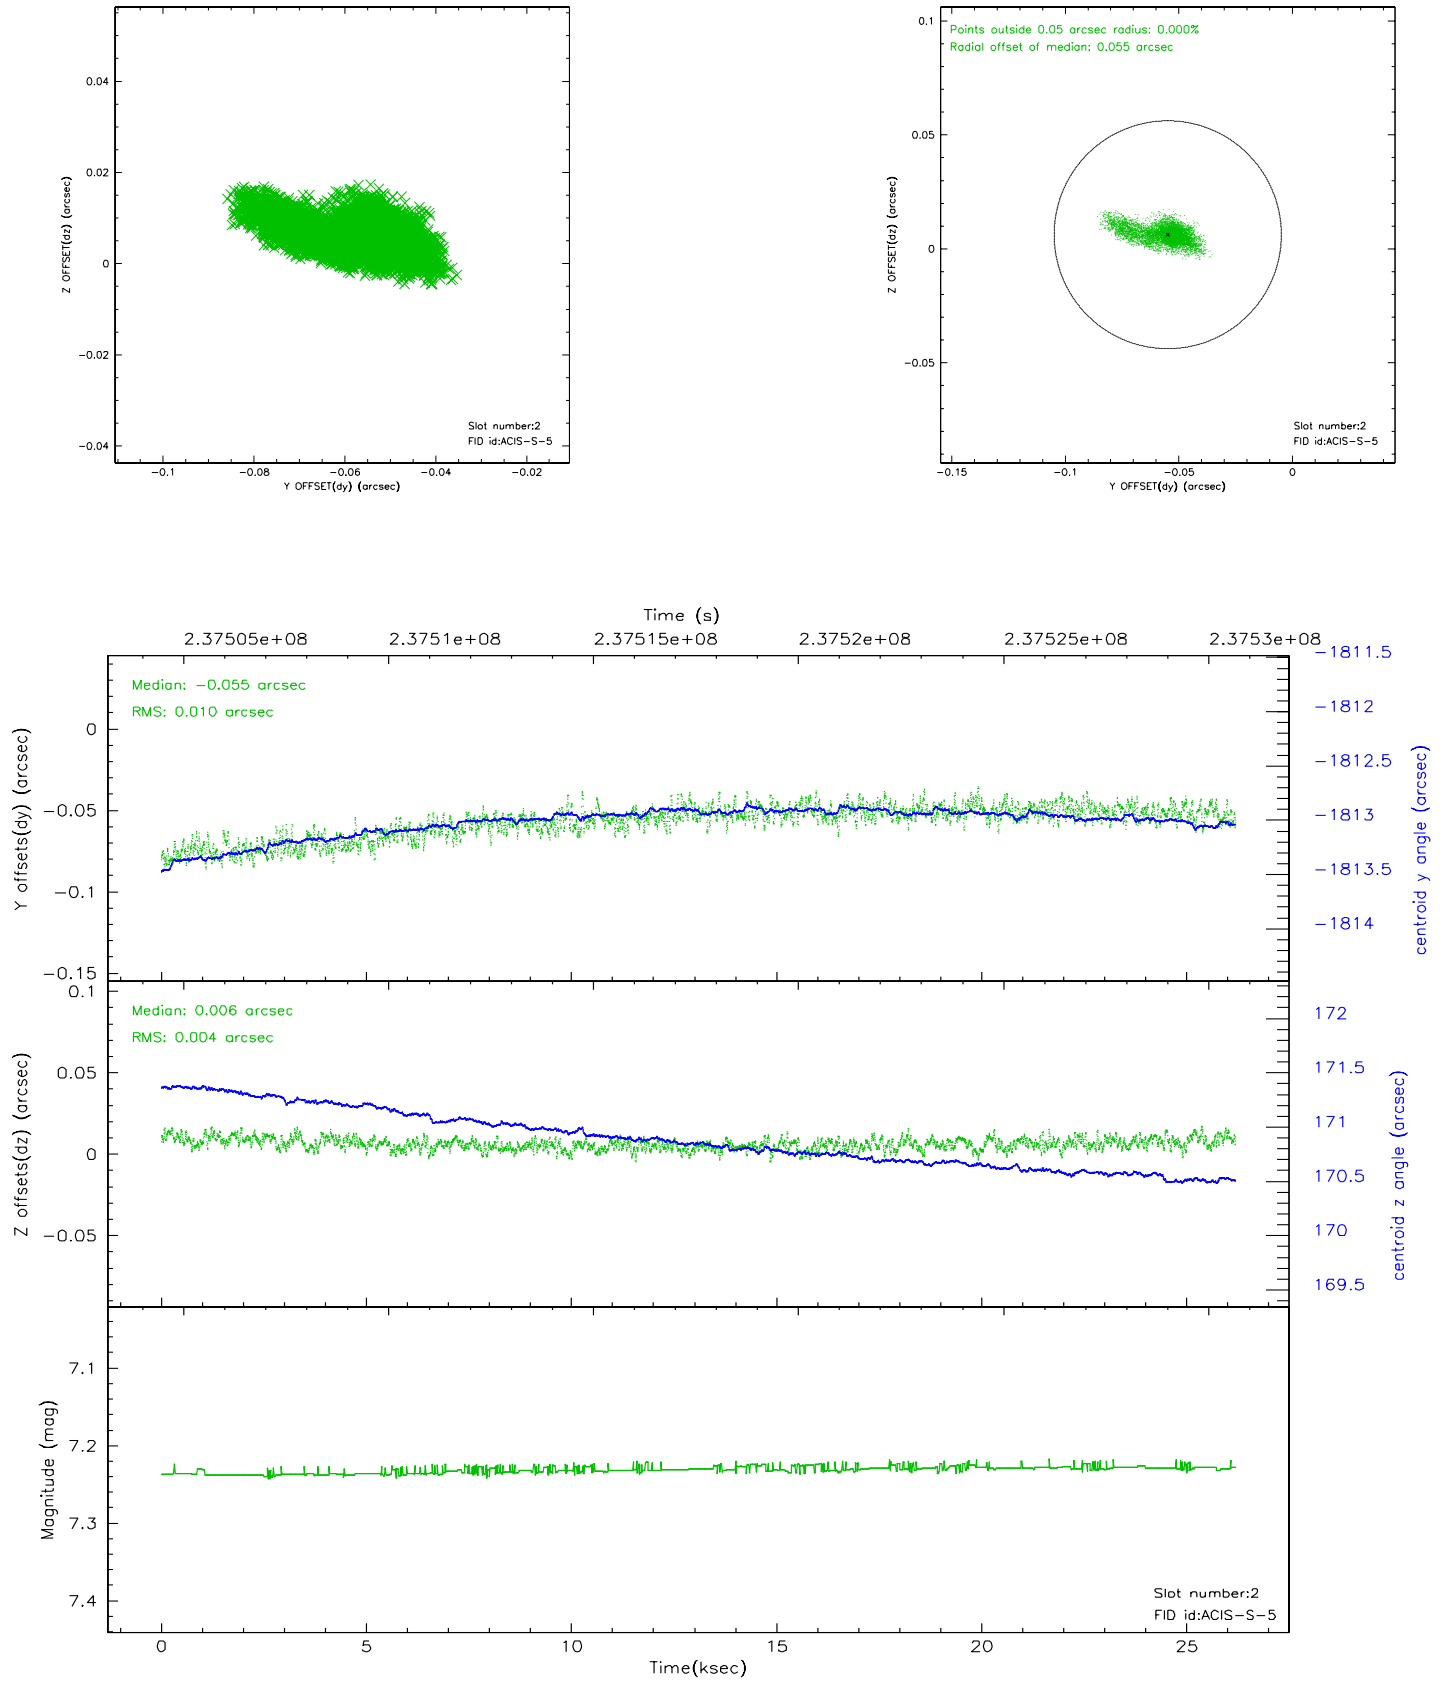 0.04
0.02
0
−0.02
−0.04
Z OFFSET(dz) (arcsec)
Slot number:2
FID id:ACIS−S−5
−0.1
−0.08
−0.06
−0.04
−0.02
Y OFFSET(dy) (arcsec)
Points outside 0.05 arcsec radius: 0.000%
Radial offset of median: 0.055 arcsec
0.1
0.05
0
−0.05
Z OFFSET(dz) (arcsec)
Slot number:2
FID id:ACIS−S−5
−0.15
−0.1
−0.05
0
Y OFFSET(dy) (arcsec)
Time (s)
2.37505e+08
2.3751e+08
2.37515e+08
2.3752e+08
2.37525e+08
2.3753e+08
Median: −0.055 arcsec
RMS: 0.010 arcsec
0
−0.05
−0.1
−0.15
Y offsets(dy) (arcsec)
−1811.5
−1812
−1812.5
−1813
−1813.5
−1814
centroid y angle (arcsec)
Median: 0.006 arcsec
RMS: 0.004 arcsec
0.1
0.05
0
−0.05
Z offsets(dz) (arcsec)
172
171.5
171
170.5
170
169.5
centroid z angle (arcsec)
7.1
7.2
7.3
7.4
Magnitude (mag)
Slot number:2
FID id:ACIS−S−5
0
5
10
15
20
25
Time(ksec)